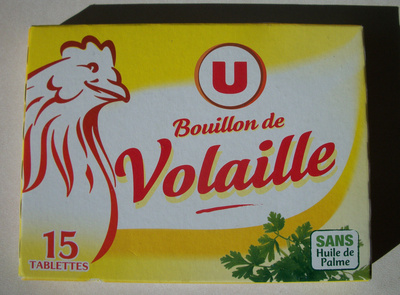 U
Bouillon de
Volaille
15
TABLETTES
SANS
Huile de
Palme